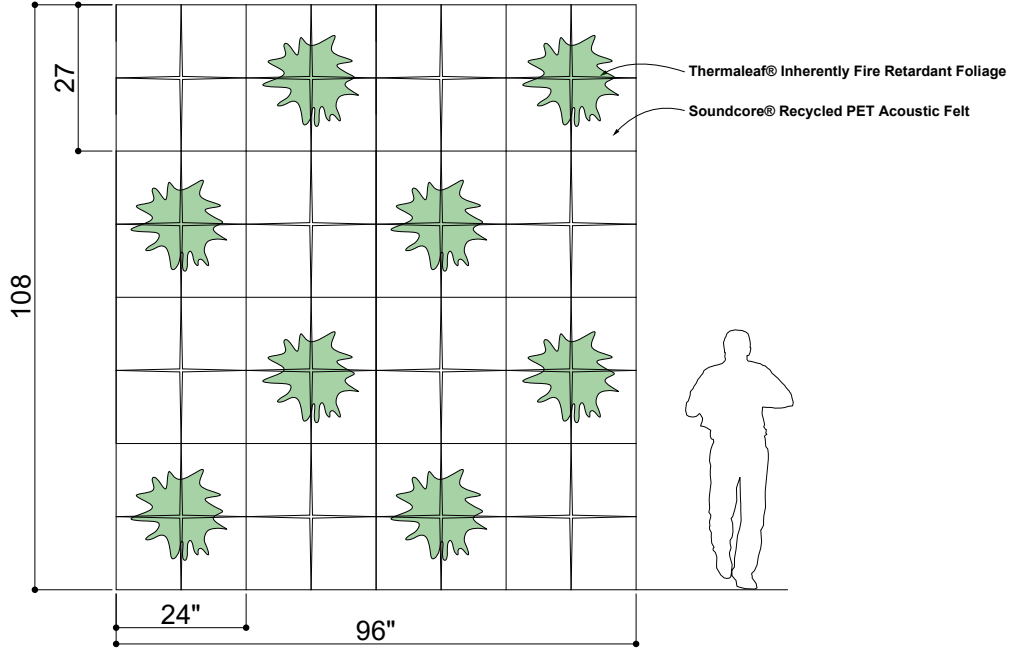 27
Thermaleaf® Inherently Fire Retardant Foliage
Soundcore® Recycled PET Acoustic Felt
108
24"
96"